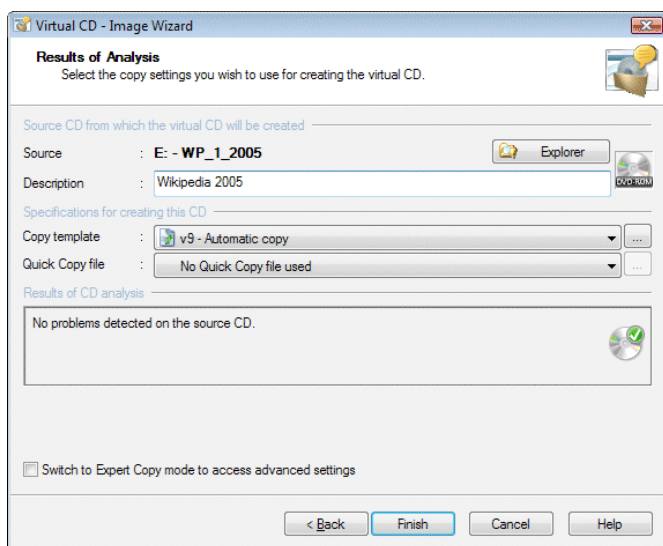 Virtual CD - Image Wizard
Results of Analysis
Select the copy settings you wish to use for creating the virtual CD.
Source CD from which the virtual CD will be created
Source : E: - WP_1_2005 Explorer
Description : Wikipedia 2005
DVD-ROM
Specifications for creating this CD
Copy template : v9 - Automatic copy ...
Quick Copy file : No Quick Copy file used ...
Results of CD analysis
No problems detected on the source CD.
Switch to Expert Copy mode to access advanced settings
< Back Finish Cancel Help